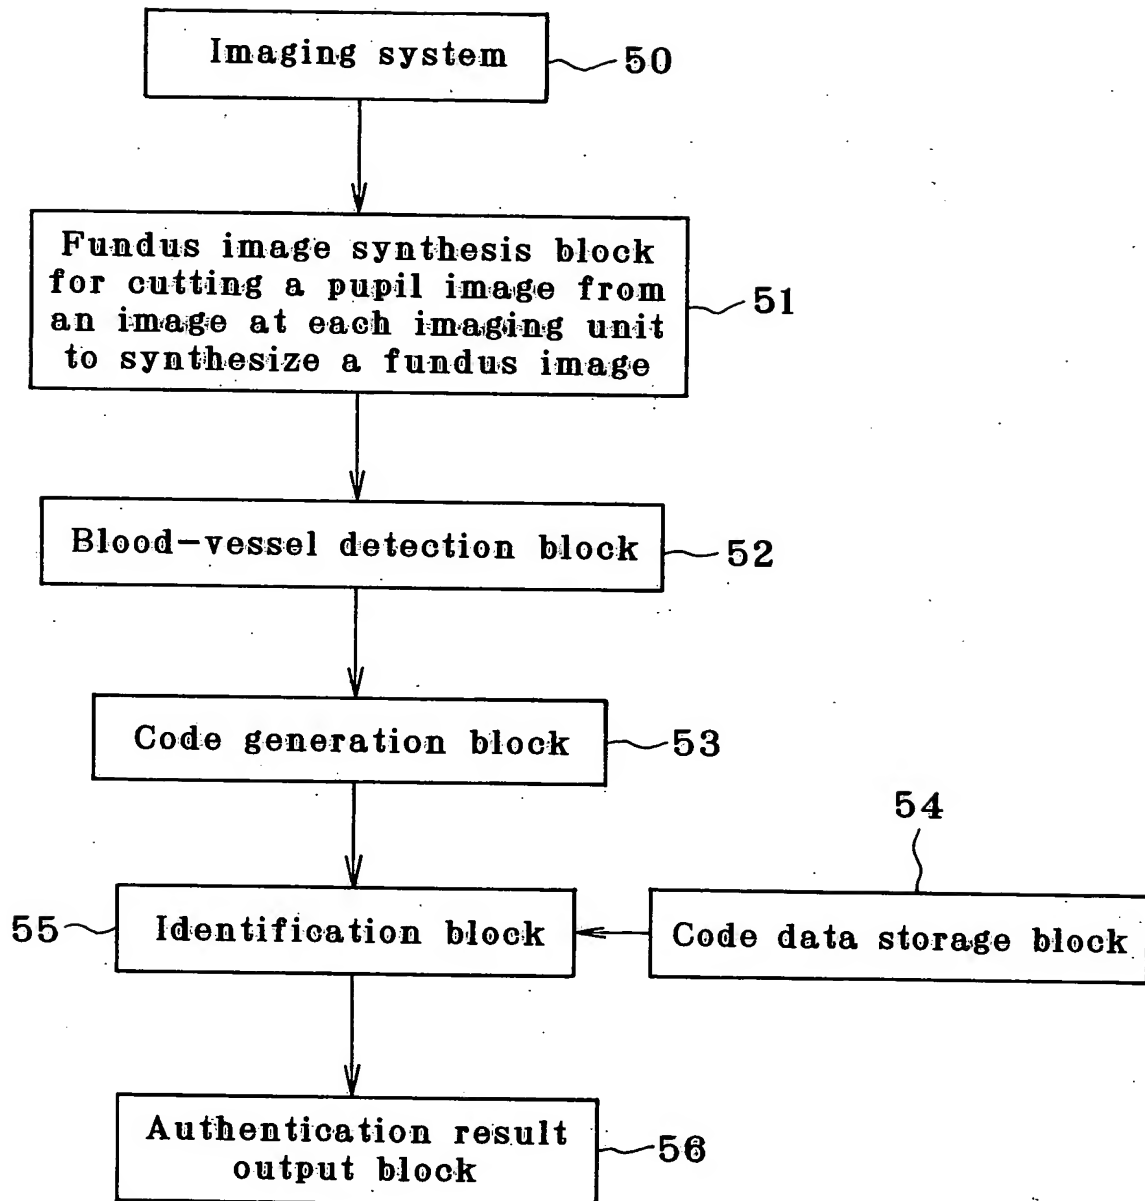 Imaging system
50
Fundus image synthesis block
for cutting a pupil image from
an image at each imaging unit
to synthesize a fundus image
51
Blood-vessel detection block
52
Code generation block
53
54
55
Identification block
Code data storage block
Authentication result
output block
56